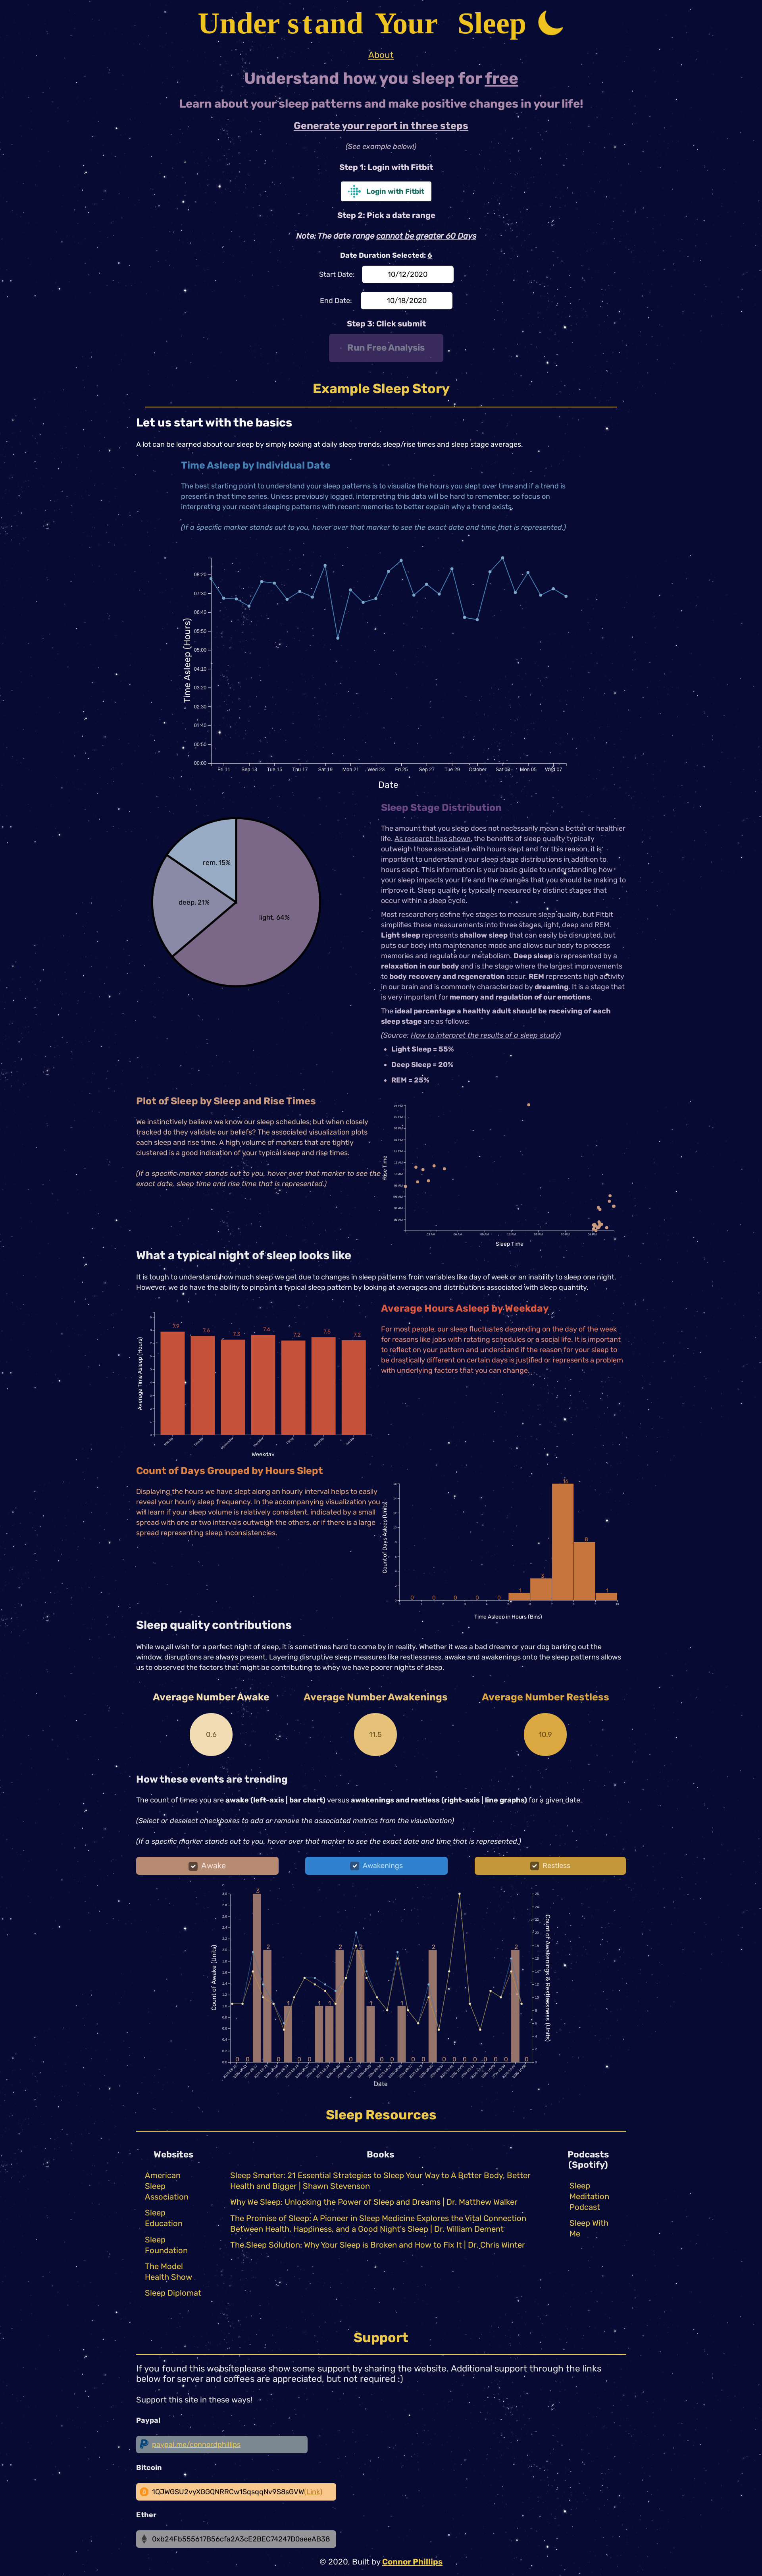 Understand Your Sleep
About
Understand how you sleep for free
Learn about your sleep patterns and make positive changes in your life!
Generate your report in three steps
(See example below!)
Step 1: Login with Fitbit
Login with Fitbit
Step 2: Pick a date range
Note: The date range cannot be greater 60 Days
Date Duration Selected: 6
Start Date: 10/12/2020
End Date: 10/18/2020
Step 3: Click submit
Run Free Analysis
Example Sleep Story
Let us start with the basics
A lot can be learned about our sleep by simply looking at daily sleep trends, sleep/rise times and sleep stage averages.
Time Asleep by Individual Date
The best starting point to understand your sleep patterns is to visualize the hours you slept over time and if a trend is
present in that time series. Unless previously logged, interpreting this data will be hard to remember, so focus on
interpreting your recent sleeping patterns with recent memories to better explain why a trend exists.
(If a specific marker stands out to you, hover over that marker to see the exact date and time that is represented.)
Time Asleep (Hours)
08:20
07:30
06:40
05:50
05:00
04:10
03:20
02:30
01:40
00:50
00:00
Fri 11 Sep 13 Tue 15 Thu 17 Sat 19 Mon 21 Wed 23 Fri 25 Sep 27 Tue 29 October Sat 03 Mon 05 Wed 07
Date
rem, 15%
deep, 21%
light, 64%
Sleep Stage Distribution
The amount that you sleep does not necessarily mean a better or healthier
life. As research has shown, the benefits of sleep quality typically
outweigh those associated with hours slept and for this reason, it is
important to understand your sleep stage distributions in addition to
hours slept. This information is your basic guide to understanding how
your sleep impacts your life and the changes that you should be making to
improve it. Sleep quality is typically measured by distinct stages that
occur within a sleep cycle.
Most researchers define five stages to measure sleep quality, but Fitbit
simplifies these measurements into three stages, light, deep and REM.
Light sleep represents shallow sleep that can easily be disrupted, but
puts our body into maintenance mode and allows our body to process
memories and regulate our metabolism. Deep sleep is represented by a
relaxation in our body and is the stage where the largest improvements
to body recovery and regeneration occur. REM represents high activity
in our brain and is commonly characterized by dreaming. It is a stage that
is very important for memory and regulation of our emotions.
The ideal percentage a healthy adult should be receiving of each
sleep stage are as follows:
(Source: How to interpret the results of a sleep study)
Light Sleep = 55%
Deep Sleep = 20%
REM = 25%
Plot of Sleep by Sleep and Rise Times
We instinctively believe we know our sleep schedules; but when closely
tracked do they validate our beliefs? The associated visualization plots
each sleep and rise time. A high volume of markers that are tightly
clustered is a good indication of your typical sleep and rise times.
(If a specific marker stands out to you, hover over that marker to see the
exact date, sleep time and rise time that is represented.)
Rise Time
Sleep Time
What a typical night of sleep looks like
It is tough to understand how much sleep we get due to changes in sleep patterns from variables like day of week or an inability to sleep one night.
However, we do have the ability to pinpoint a typical sleep pattern by looking at averages and distributions associated with sleep quantity.
Average Time Asleep (Hours)
7.9 7.6 7.3 7.6 7.2 7.5 7.2
Weekday
Average Hours Asleep by Weekday
For most people, our sleep fluctuates depending on the day of the week
for reasons like jobs with rotating schedules or a social life. It is important
to reflect on your pattern and understand if the reason for your sleep to
be drastically different on certain days is justified or represents a problem
with underlying factors that you can change.
Count of Days Grouped by Hours Slept
Displaying the hours we have slept along an hourly interval helps to easily
reveal your hourly sleep frequency. In the accompanying visualization you
will learn if your sleep volume is relatively consistent, indicated by a small
spread with one or two intervals outweigh the others, or if there is a large
spread representing sleep inconsistencies.
Count of Days Asleep (Units)
0 0 0 0 0 1 3 16 8 1
Time Asleep in Hours (Bins)
Sleep quality contributions
While we all wish for a perfect night of sleep, it is sometimes hard to come by in reality. Whether it was a bad dream or your dog barking out the
window, disruptions are always present. Layering disruptive sleep measures like restlessness, awake and awakenings onto the sleep patterns allows
us to observed the factors that might be contributing to why we have poorer nights of sleep.
Average Number Awake
0.6
Average Number Awakenings
11.5
Average Number Restless
10.9
How these events are trending
The count of times you are awake (left-axis | bar chart) versus awakenings and restless (right-axis | line graphs) for a given date.
(Select or deselect checkboxes to add or remove the associated metrics from the visualization)
(If a specific marker stands out to you, hover over that marker to see the exact date and time that is represented.)
Awake
Awakenings
Restless
Count of Awake (Units)
Count of Awakenings & Restlessness (Units)
Date
Sleep Resources
Websites
American
Sleep
Association
Sleep
Education
Sleep
Foundation
The Model
Health Show
Sleep Diplomat
Books
Sleep Smarter: 21 Essential Strategies to Sleep Your Way to A Better Body, Better
Health and Bigger | Shawn Stevenson
Why We Sleep: Unlocking the Power of Sleep and Dreams | Dr. Matthew Walker
The Promise of Sleep: A Pioneer in Sleep Medicine Explores the Vital Connection
Between Health, Happiness, and a Good Night's Sleep | Dr. William Dement
The Sleep Solution: Why Your Sleep is Broken and How to Fix It | Dr. Chris Winter
Podcasts
(Spotify)
Sleep
Meditation
Podcast
Sleep With
Me
Support
If you found this websiteplease show some support by sharing the website. Additional support through the links
below for server and coffees are appreciated, but not required :)
Support this site in these ways!
Paypal
paypal.me/connordphillips
Bitcoin
1QJWGSU2vyXGGQNRRCw1SqsqqNv9S8sGVW(Link)
Ether
0xb24Fb555617B56cfa2A3cE2BEC74247D0aeeAB38
© 2020, Built by Connor Phillips